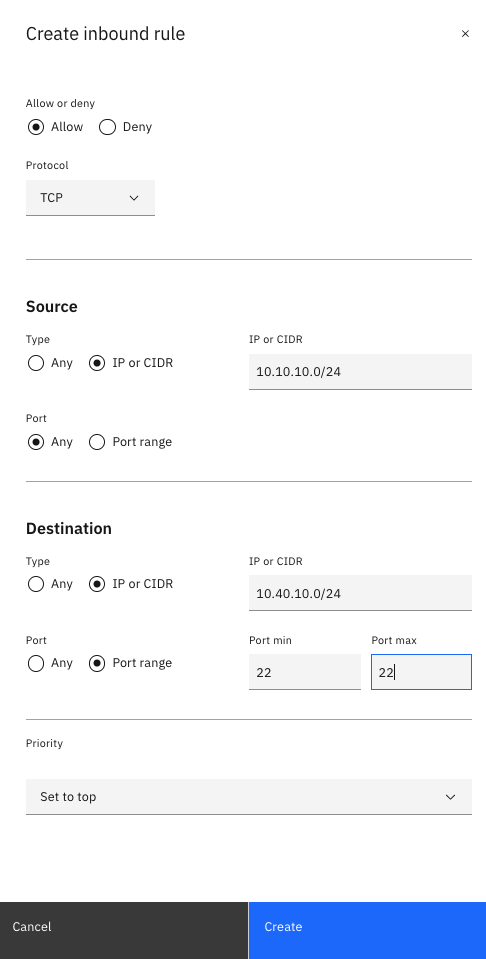 Create inbound rule
Allow or deny
Allow Deny
Protocol
TCP
Source
Type IP or CIDR
Any IP or CIDR 10.10.10.0/24
Port
Any Port range
Destination
Type IP or CIDR
Any IP or CIDR 10.40.10.0/24
Port Port min Port max
Any Port range 22 22
Priority
Set to top
Cancel Create